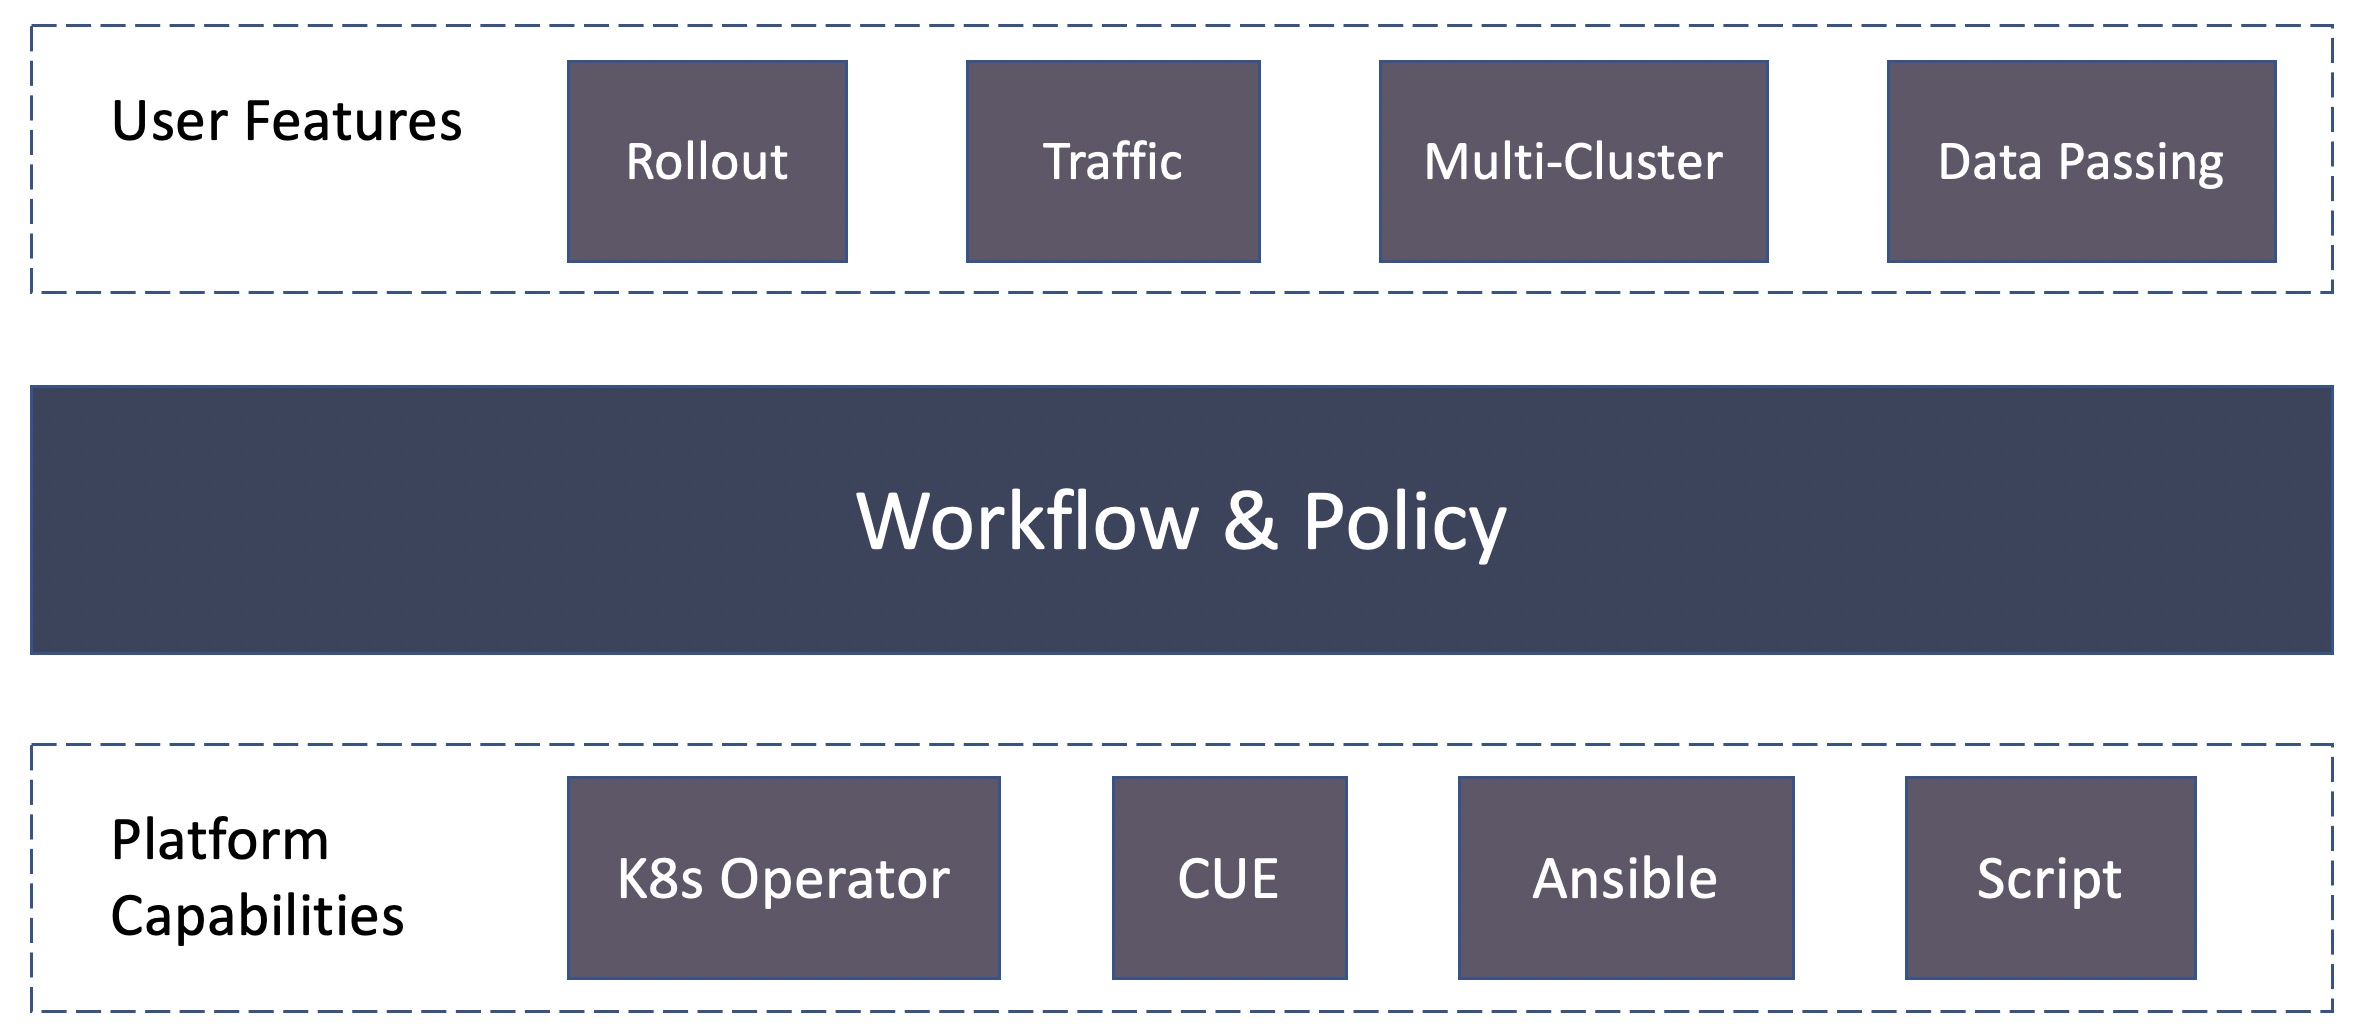 User Features
Rollout
Traffic
Multi-Cluster
Data Passing
Workflow & Policy
Platform
Capabilities
K8s Operator
CUE
Ansible
Script